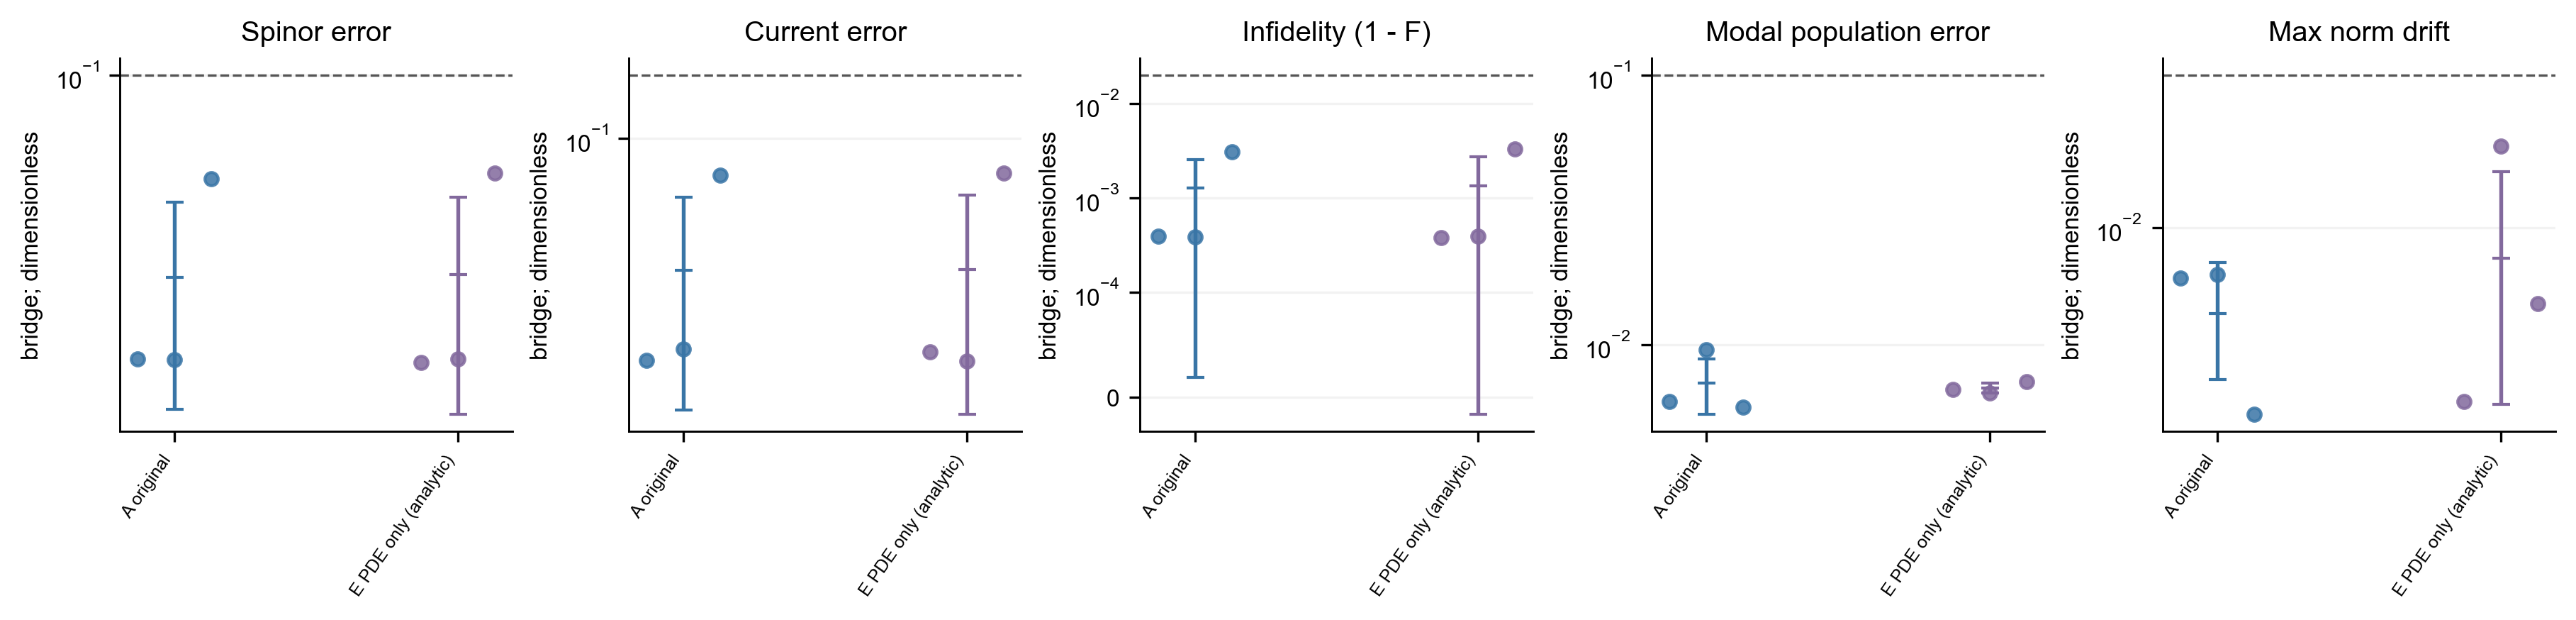 Spinor error
bridge; dimensionless
10⁻¹
A original
E PDE only (analytic)
Current error
bridge; dimensionless
10⁻¹
A original
E PDE only (analytic)
Infidelity (1 - F)
bridge; dimensionless
10⁻²
10⁻³
10⁻⁴
0
A original
E PDE only (analytic)
Modal population error
bridge; dimensionless
10⁻¹
10⁻²
A original
E PDE only (analytic)
Max norm drift
bridge; dimensionless
10⁻²
A original
E PDE only (analytic)